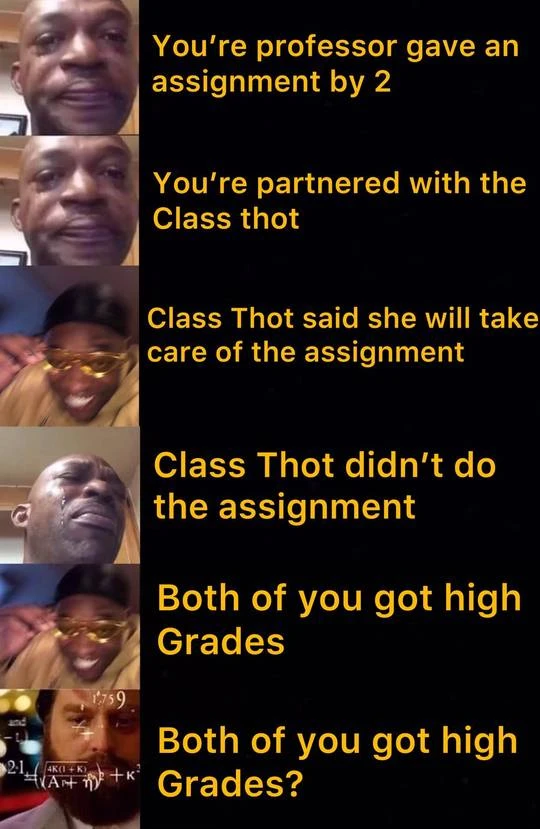 You’re professor gave an
assignment by 2
You’re partnered with the
Class thot
Class Thot said she will take
care of the assignment
Class Thot didn’t do
the assignment
Both of you got high
Grades
Both of you got high
Grades?